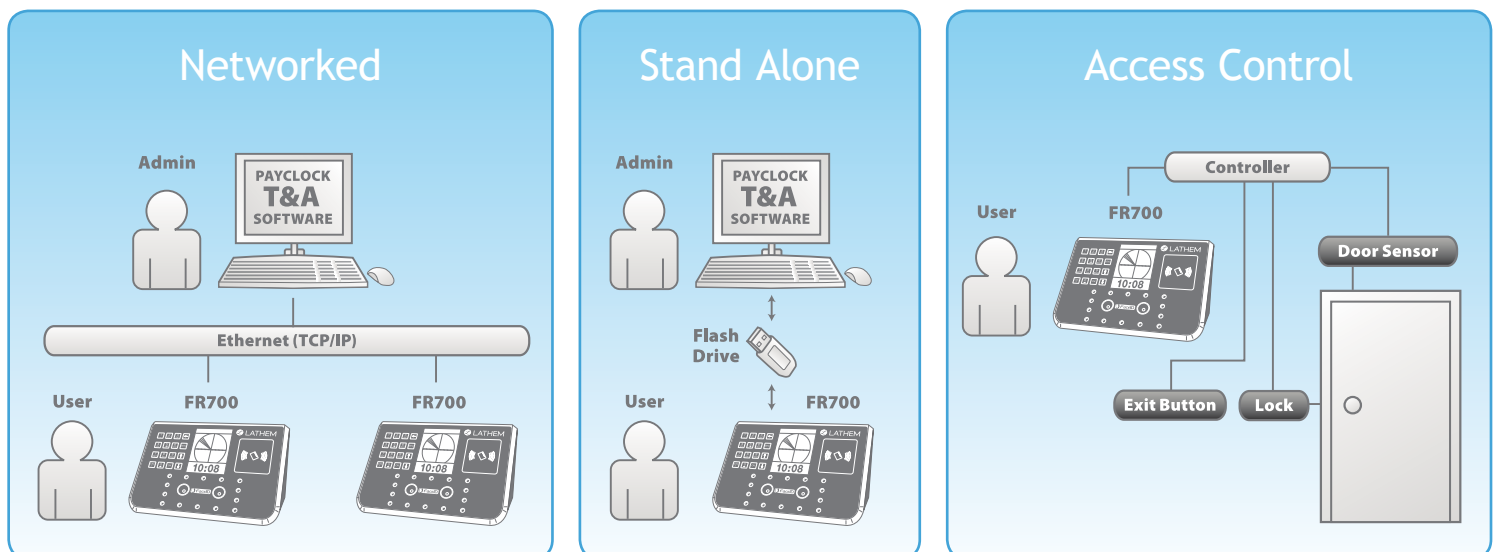 Networked
Admin
PAYCLOCK
T&A
SOFTWARE
Ethernet (TCP/IP)
User
FR700
FR700
LATHEM
10:08
LATHEM
10:08
Stand Alone
Admin
PAYCLOCK
T&A
SOFTWARE
Flash
Drive
User
FR700
LATHEM
10:08
Access Control
Controller
User
FR700
LATHEM
10:08
Door Sensor
Exit Button
Lock